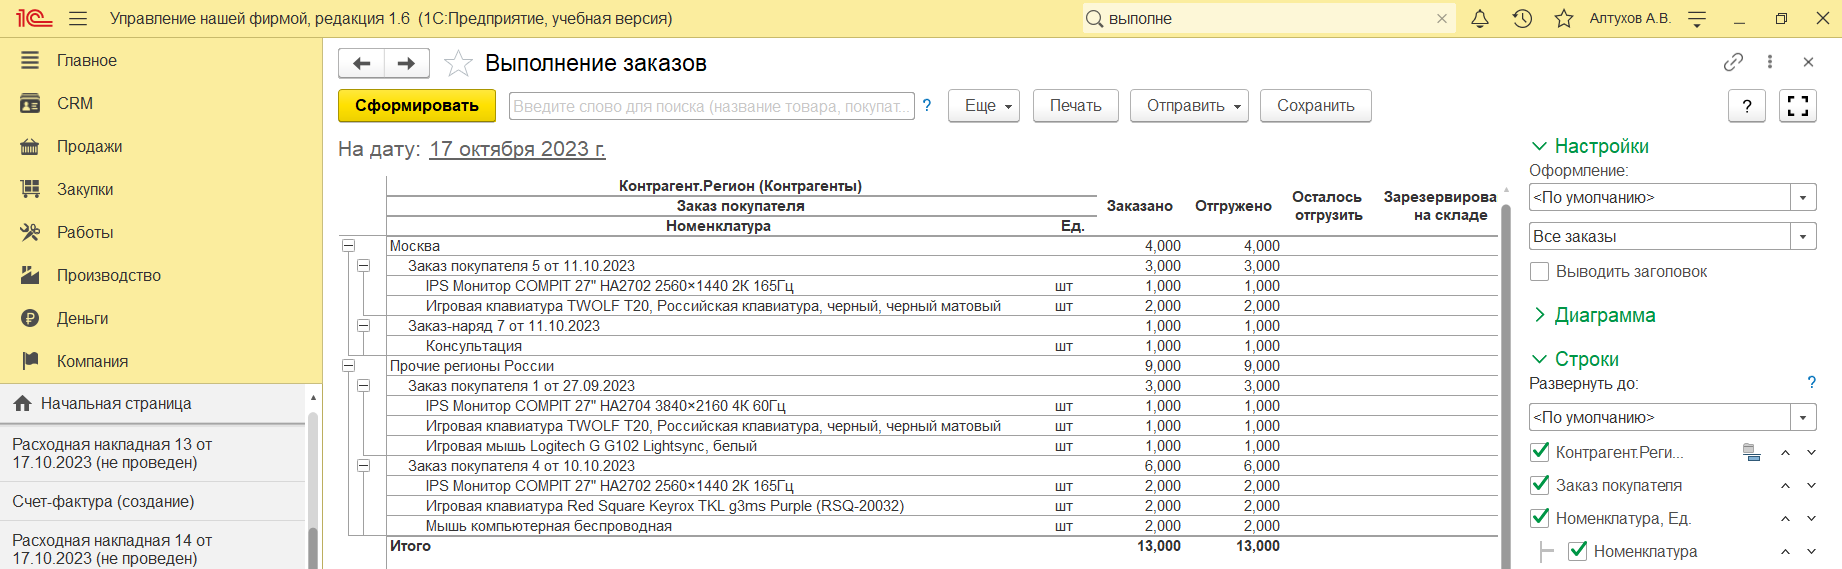 1С Управление нашей фирмой, редакция 1.6 (1С:Предприятие, учебная версия) выполне Алтухов А.В.
Главное
CRM
Продажи
Закупки
Работы
Производство
Деньги
Компания
Начальная страница
Расходная накладная 13 от
17.10.2023 (не проведен)
Счет-фактура (создание)
Расходная накладная 14 от
17.10.2023 (не проведен)
Выполнение заказов
Сформировать Введите слово для поиска (название товара, покупат... ? Еще Печать Отправить Сохранить ?
На дату: 17 октября 2023 г.
Контрагент.Регион (Контрагенты)
Заказ покупателя Заказано Отгружено Осталось отгрузить Зарезервирова на складе
Номенклатура Ед.
Москва 4,000 4,000
Заказ покупателя 5 от 11.10.2023 3,000 3,000
IPS Монитор COMPIT 27" HA2702 2560×1440 2K 165Гц шт 1,000 1,000
Игровая клавиатура TWOLF T20, Российская клавиатура, черный, черный матовый шт 2,000 2,000
Заказ-наряд 7 от 11.10.2023 1,000 1,000
Консультация шт 1,000 1,000
Прочие регионы России 9,000 9,000
Заказ покупателя 1 от 27.09.2023 3,000 3,000
IPS Монитор COMPIT 27" HA2704 3840×2160 4K 60Гц шт 1,000 1,000
Игровая клавиатура TWOLF T20, Российская клавиатура, черный, черный матовый шт 1,000 1,000
Игровая мышь Logitech G G102 Lightsync, белый шт 1,000 1,000
Заказ покупателя 4 от 10.10.2023 6,000 6,000
IPS Монитор COMPIT 27" HA2702 2560×1440 2K 165Гц шт 2,000 2,000
Игровая клавиатура Red Square Keyrox TKL g3ms Purple (RSQ-20032) шт 2,000 2,000
Мышь компьютерная беспроводная шт 2,000 2,000
Итого 13,000 13,000
Настройки
Оформление:
<По умолчанию>
Все заказы
Выводить заголовок
Диаграмма
Строки
Развернуть до: ?
<По умолчанию>
Контрагент.Реги...
Заказ покупателя
Номенклатура, Ед.
Номенклатура